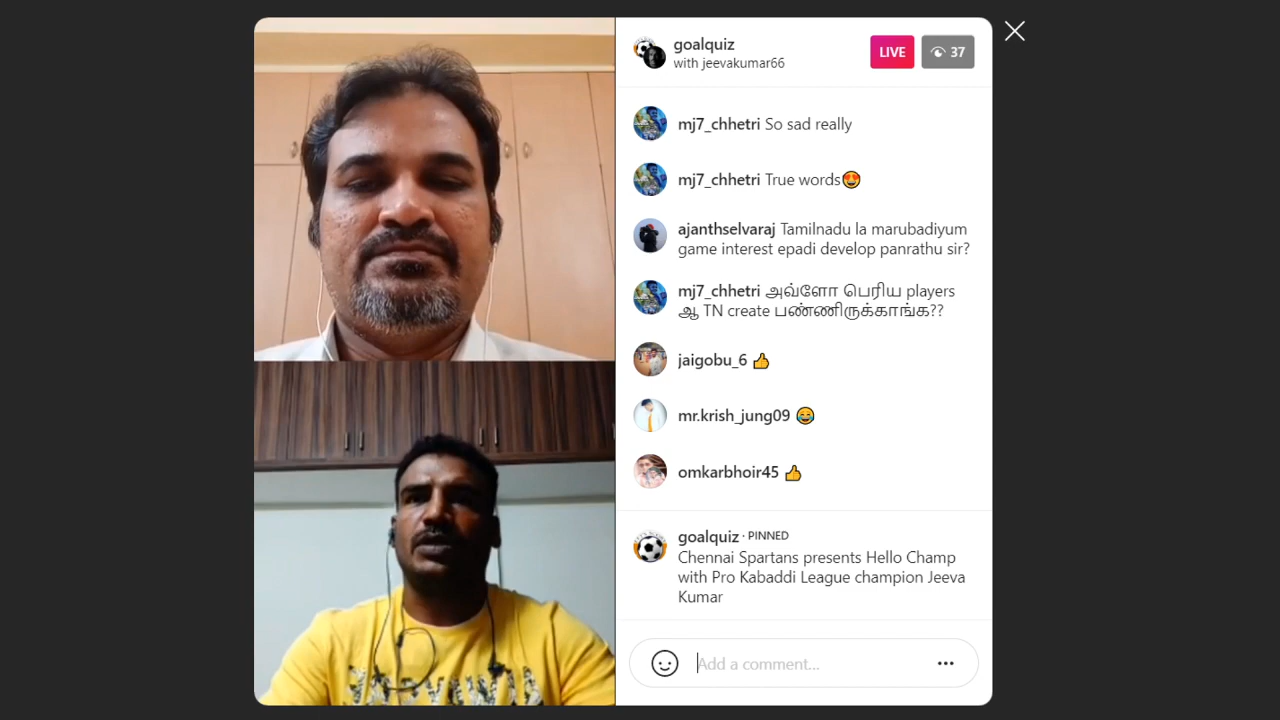 goalquiz
with jeevakumar66
LIVE
37
mj7_chhetri So sad really
mj7_chhetri True words😍
ajanthselvaraj Tamilnadu la marubadiyum
game interest epadi develop panrathu sir?
mj7_chhetri அவ்ளோ பெரிய players
ஆ TN create பண்ணிருக்காங்க??
jaigobu_6 👍
mr.krish_jung09 😂
omkarbhoir45 👍
goalquiz · PINNED
Chennai Spartans presents Hello Champ
with Pro Kabaddi League champion Jeeva
Kumar
Add a comment...